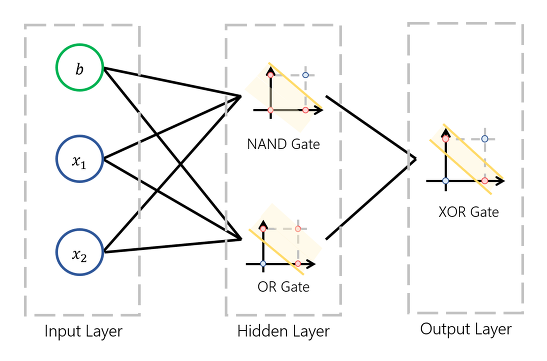 b
x₁
x₂
NAND Gate
OR Gate
XOR Gate
Input Layer
Hidden Layer
Output Layer